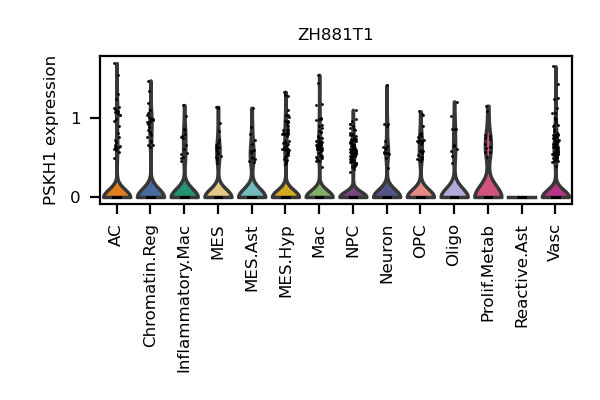 ZH881T1
PSKH1 expression
1
0
AC
Chromatin.Reg
Inflammatory.Mac
MES
MES.Ast
MES.Hyp
Mac
NPC
Neuron
OPC
Oligo
Prolif.Metab
Reactive.Ast
Vasc